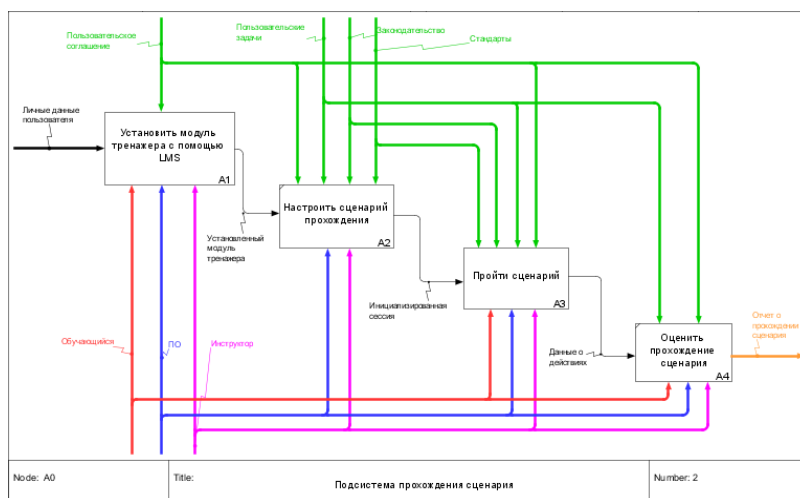 Пользовательское
соглашение
Пользовательские
задачи
Законодательство
Стандарты
Личные данные
пользователя
Установить модуль
тренажера с помощью
LMS
A1
Настроить сценарий
прохождения
A2
Установленный
модуль
тренажера
Пройти сценарий
A3
Инициализированная
сессия
Отчет о
прохождении
сценария
Оценить
прохождение
сценария
A4
Данные о
действиях
Обучающийся
ПО
Инструктор
Node: A0
Title:
Подсистема прохождения сценария
Number: 2